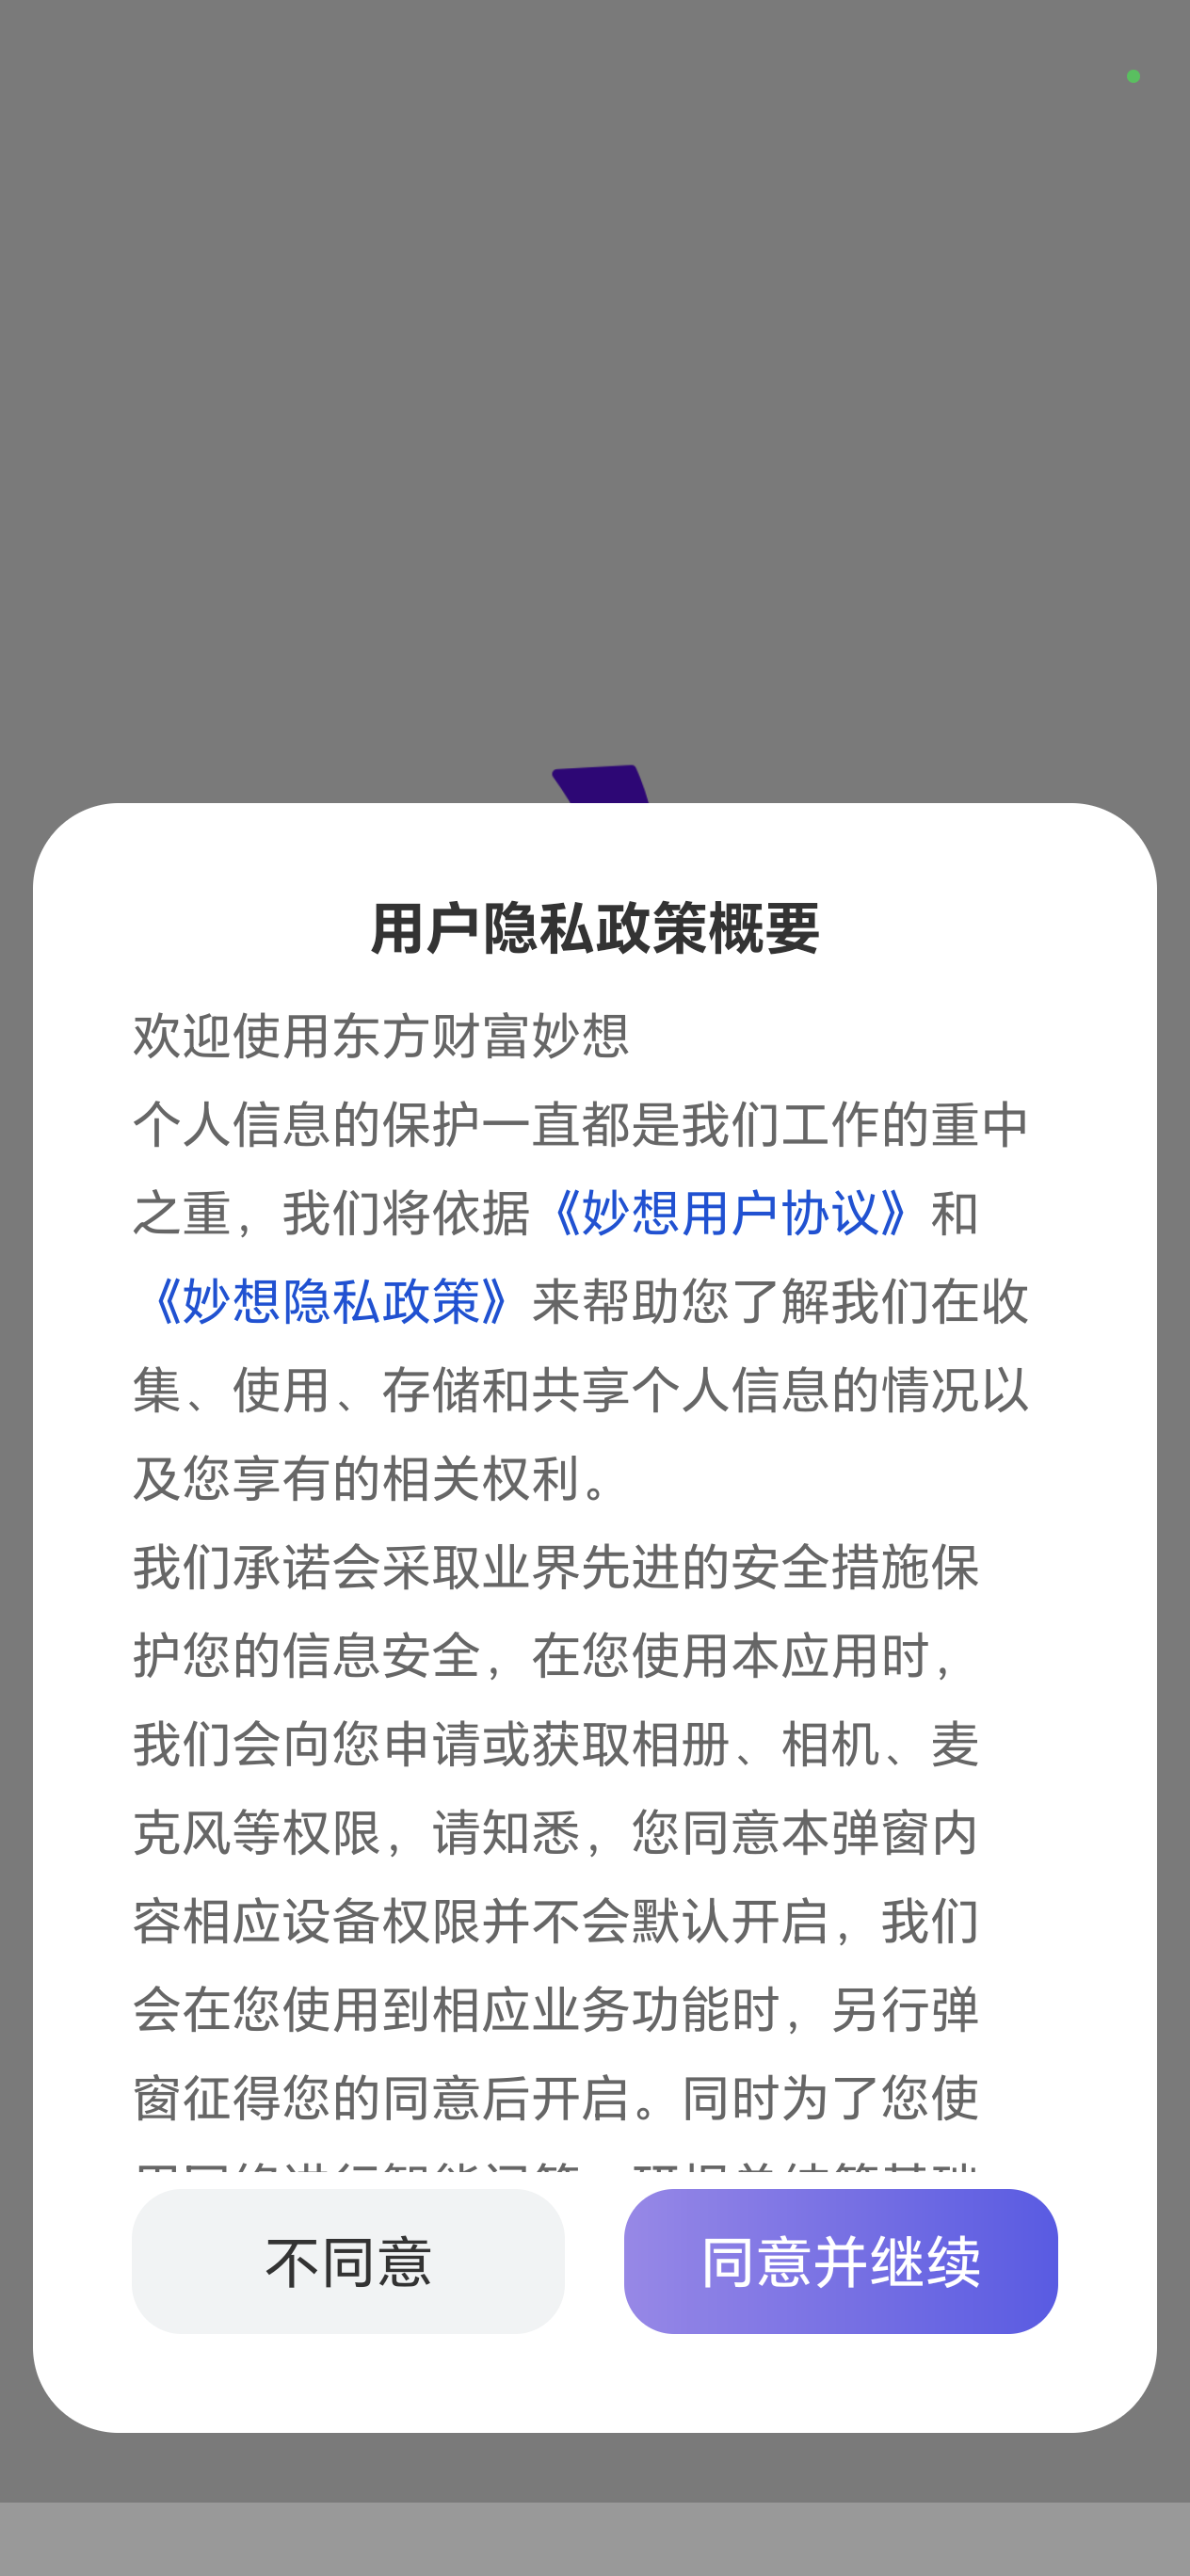 用户隐私政策概要
欢迎使用东方财富妙想
个人信息的保护一直都是我们工作的重中
之重，我们将依据《妙想用户协议》和
《妙想隐私政策》来帮助您了解我们在收
集、使用、存储和共享个人信息的情况以
及您享有的相关权利。
我们承诺会采取业界先进的安全措施保
护您的信息安全，在您使用本应用时，
我们会向您申请或获取相册、相机、麦
克风等权限，请知悉，您同意本弹窗内
容相应设备权限并不会默认开启，我们
会在您使用到相应业务功能时，另行弹
窗征得您的同意后开启。同时为了您使
不同意
同意并继续